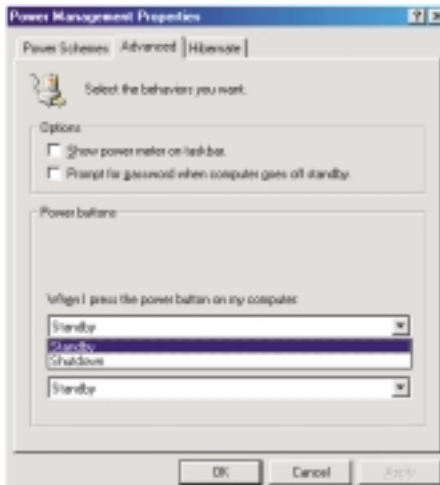 Power Management Properties
Power Schemes Advanced Hibernate
Select the behaviors you want.
Options
Show power meter on taskbar.
Prompt for password when computer goes off standby.
Power buttons
When I press the power button on my computer:
Standby
Standby
Shutdown
Standby
OK Cancel Apply